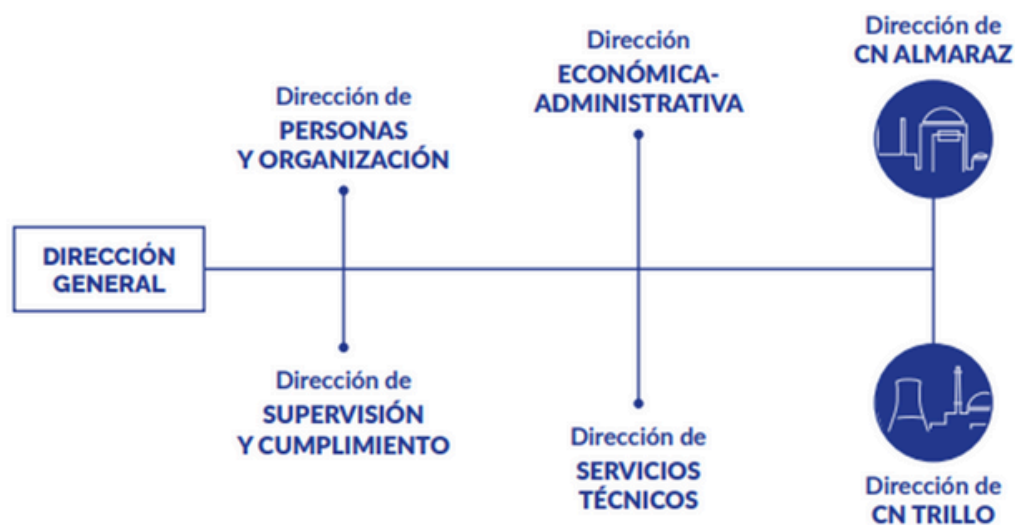 DIRECCIÓN
GENERAL
Dirección de
PERSONAS
Y ORGANIZACIÓN
Dirección de
SUPERVISIÓN
Y CUMPLIMIENTO
Dirección
ECONÓMICA-
ADMINISTRATIVA
Dirección de
SERVICIOS
TÉCNICOS
Dirección de
CN ALMARAZ
Dirección de
CN TRILLO